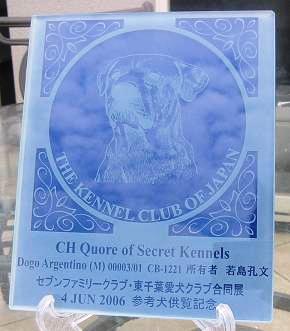 THE KENNEL CLUB OF JAPAN
CH Quore of Secret Kennels
Dogo Argentino (M) 00003/01 CB-1221 所有者 若島孔文
セブンファミリークラブ・東千葉愛犬クラブ合同展
4 JUN 2006 参考犬供覧記念